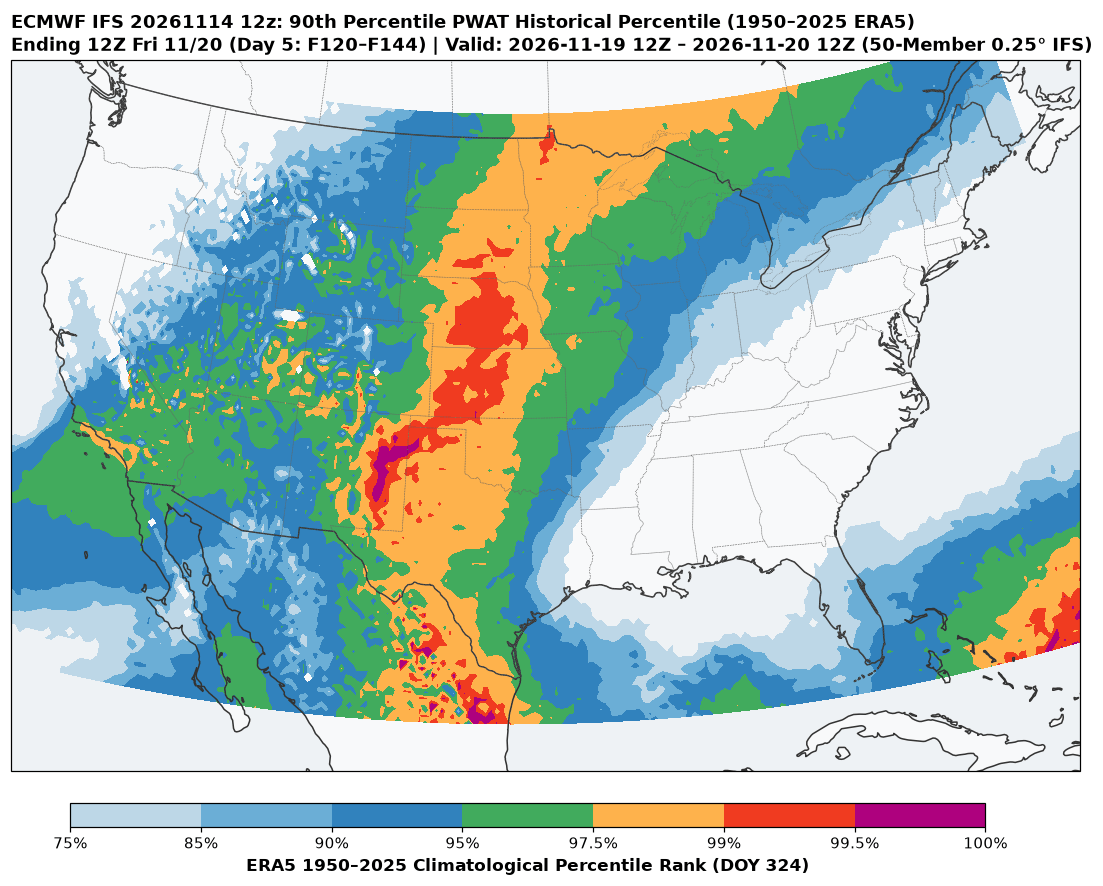 ECMWF IFS 20261114 12z: 90th Percentile PWAT Historical Percentile (1950–2025 ERA5)
Ending 12Z Fri 11/20 (Day 5: F120–F144) | Valid: 2026-11-19 12Z – 2026-11-20 12Z (50-Member 0.25° IFS)
75% 85% 90% 95% 97.5% 99% 99.5% 100%
ERA5 1950–2025 Climatological Percentile Rank (DOY 324)